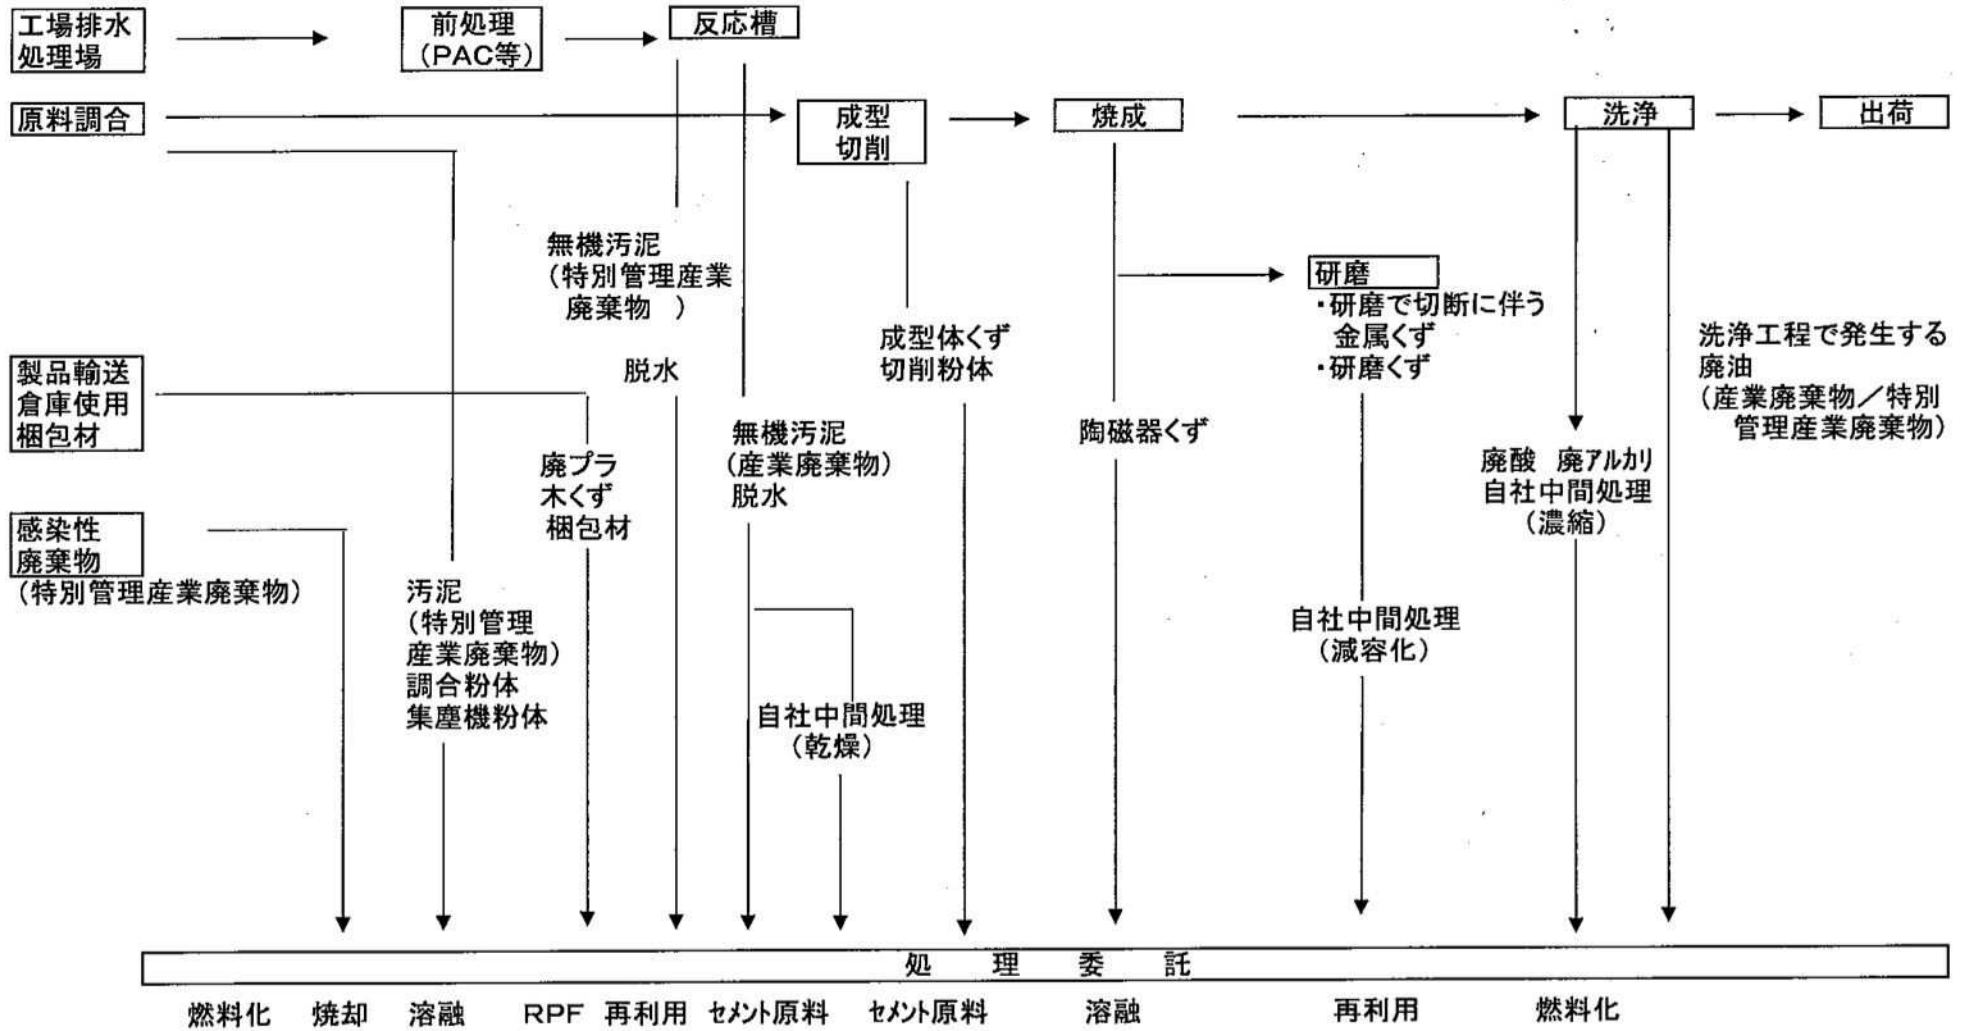 工場排水
処理場
前処理
(PAC等)
反応槽
原料調合
成型
切削
焼成
洗浄
出荷
無機汚泥
(特別管理産業
廃棄物 )
脱水
成型体くず
切削粉体
研磨
・研磨で切断に伴う
金属くず
・研磨くず
洗浄工程で発生する
廃油
(産業廃棄物/特別
管理産業廃棄物)
製品輸送
倉庫使用
梱包材
廃プラ
木くず
梱包材
無機汚泥
(産業廃棄物)
脱水
陶磁器くず
廃酸 廃アルカリ
自社中間処理
(濃縮)
感染性
廃棄物
(特別管理産業廃棄物)
汚泥
(特別管理
産業廃棄物)
調合粉体
集塵機粉体
自社中間処理
(乾燥)
自社中間処理
(減容化)
処 理 委 託
燃料化 焼却 溶融 RPF 再利用 セメント原料 セメント原料 溶融 再利用 燃料化